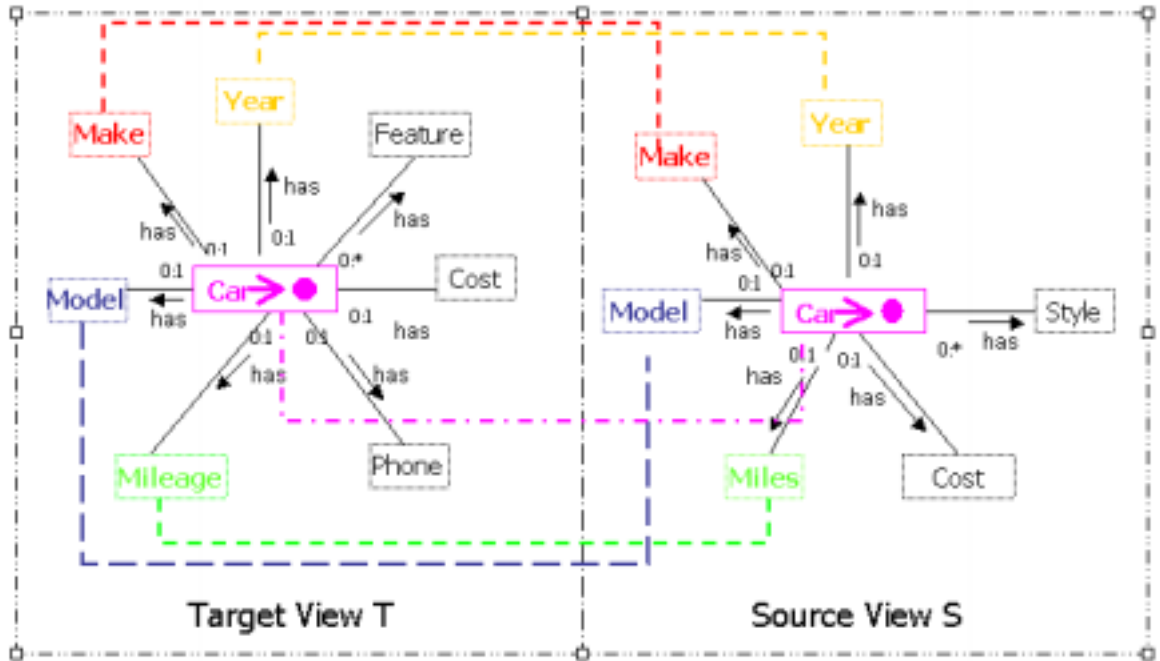 Year
Make
Feature
has
has
has
0:1
0:1
0:1
0:*
Model
Car
Cost
has
0:1
has
0:1
0:1
has
has
Mileage
Phone
Target View T
Year
Make
has
has
0:1
0:1
0:1
Model
Car
Style
has
0:1
0:1
0:*
has
has
has
Miles
Cost
Source View S